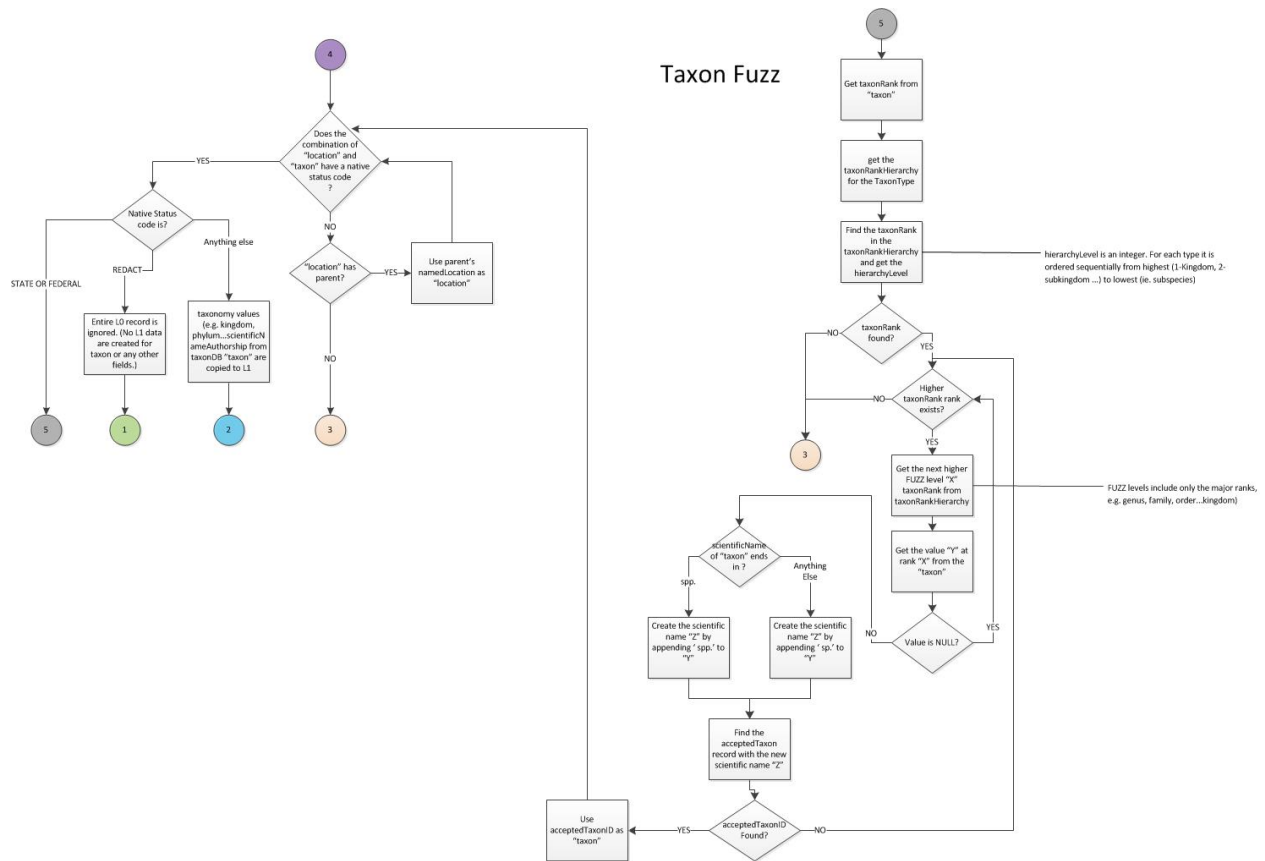 Taxon Fuzz
4
Does the
combination of
“location” and
“taxon” have a native
status code
?
YES
NO
Native Status
code is?
STATE OR FEDERAL
REDACT
Anything else
Entire L0 record is
ignored. (No L1 data
are created for
taxon or any other
fields.)
taxonomy values
(e.g. kingdom,
phylum...scientificN
ameAuthorship from
taxonDB “taxon” are
copied to L1
“location” has
parent?
YES
Use parent’s
namedLocation as
“location”
NO
5
1
2
3
5
Get taxonRank from
“taxon”
get the
taxonRankHierarchy
for the TaxonType
Find the taxonRank
in the
taxonRankHierarchy
and get the
hierarchyLevel
hierarchyLevel is an integer. For each type it is
ordered sequentially from highest (1-Kingdom, 2-
subkingdom ...) to lowest (ie. subspecies)
taxonRank
found?
NO
YES
Higher
taxonRank rank
exists?
NO
YES
3
Get the next higher
FUZZ level “X”
taxonRank from
taxonRankHierarchy
FUZZ levels include only the major ranks,
e.g. genus, family, order...kingdom)
Get the value “Y” at
rank “X” from the
“taxon”
Value is NULL?
NO
YES
scientificName
of “taxon” ends
in ?
spp.
Anything
Else
Create the scientific
name “Z” by
appending ‘ spp.’ to
“Y”
Create the scientific
name “Z” by
appending ‘ sp.’ to
“Y”
Find the
acceptedTaxon
record with the new
scientific name “Z”
acceptedTaxonID
Found?
YES
NO
Use
acceptedTaxonID as
“taxon”